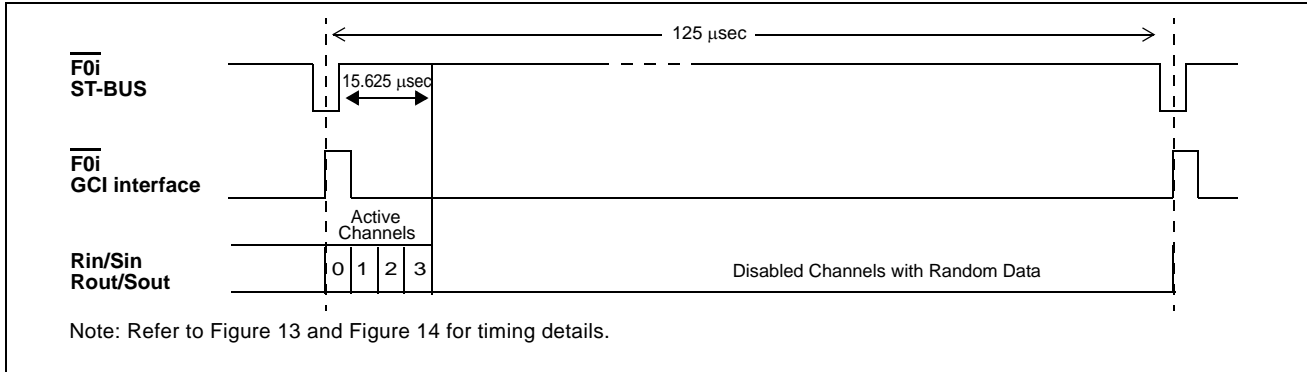 125 μsec
F0i
ST-BUS
15.625 μsec
F0i
GCI interface
Active
Channels
Rin/Sin
Rout/Sout
0 1 2 3
Disabled Channels with Random Data
Note: Refer to Figure 13 and Figure 14 for timing details.